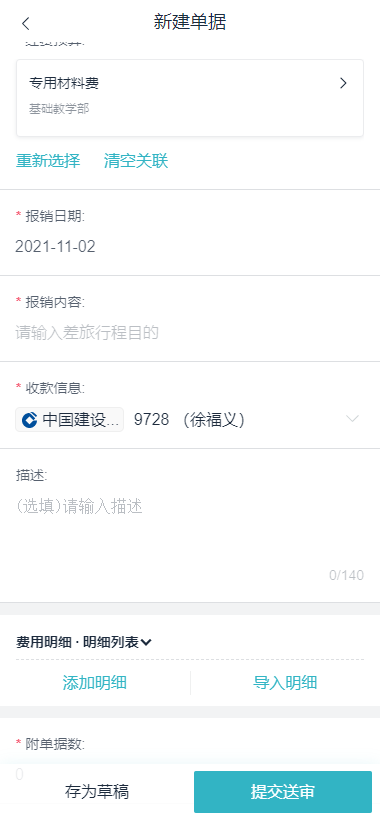 新建单据
专用材料费
基础教学部
重新选择 清空关联
* 报销日期:
2021-11-02
* 报销内容:
请输入差旅行程目的
* 收款信息:
中国建设... 9728 （徐福义）
描述:
(选填)请输入描述
0/140
费用明细 · 明细列表
添加明细 导入明细
* 附单据数:
0
存为草稿 提交送审